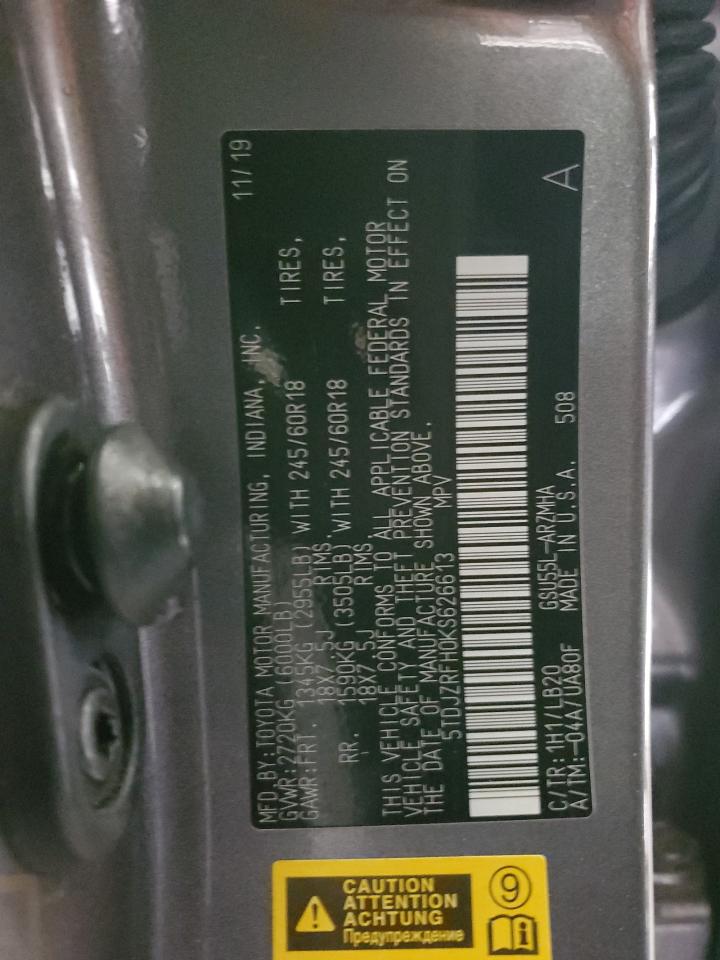 MFD. BY:TOYOTA MOTOR MANUFACTURING, INDIANA, INC. 11/19
GVWR:2720KG (6000LB)
GAWR:FRT. 1345KG (2955LB) WITH 245/60R18 TIRES,
18X7.5J RIMS.
RR. 1590KG (3505LB) WITH 245/60R18 TIRES,
18X7.5J RIMS
THIS VEHICLE CONFORMS TO ALL APPLICABLE FEDERAL MOTOR
VEHICLE SAFETY AND THEFT PREVENTION STANDARDS IN EFFECT ON
THE DATE OF MANUFACTURE SHOWN ABOVE.
5TDJZRFH0KS626613 MPV
C/TR:1H1/LB20 GSU55L-ARZMHA
A/TM:-04A/UA80F MADE IN U.S.A. 508 A
CAUTION
ATTENTION
ACHTUNG
Предупреждение
9